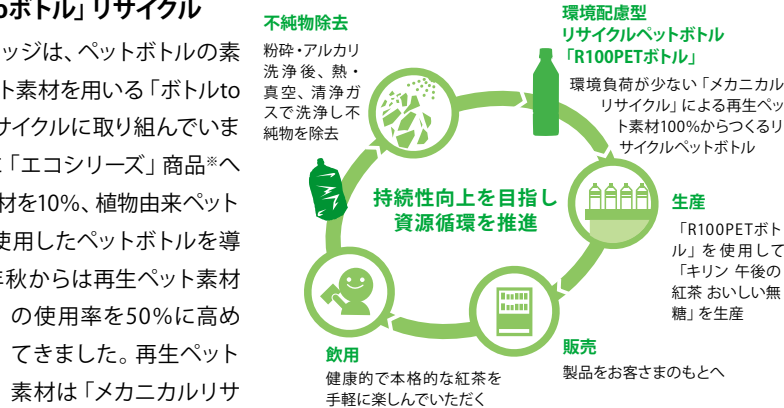 oボトル」リサイクル
ッジは、ペットボトルの素
ト素材を用いる「ボトルto
サイクルに取り組んでいま
「エコシリーズ」商品※へ
材を10%、植物由来ペット
使用したペットボトルを導
年秋からは再生ペット素材
の使用率を50%に高め
てきました。再生ペット
素材は「メカニカルリサ
不純物除去
粉砕・アルカリ
洗浄後、熱・
真空、清浄ガ
スで洗浄し不
純物を除去
環境配慮型
リサイクルペットボトル
「R100PETボトル」
環境負荷が少ない「メカニカル
リサイクル」による再生ペッ
ト素材100%からつくるリ
サイクルペットボトル
持続性向上を目指し
資源循環を推進
生産
「R100PETボト
ル」を使用して
「キリン 午後の
紅茶 おいしい無
糖」を生産
販売
製品をお客さまのもとへ
飲用
健康的で本格的な紅茶を
手軽に楽しんでいただく